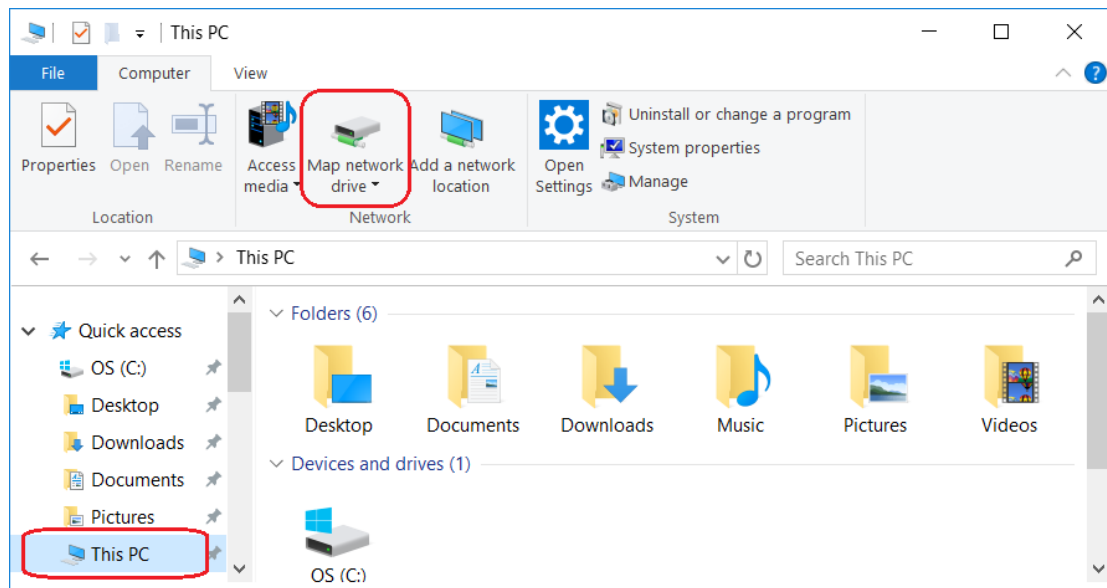 This PC
File Computer View
Properties Open Rename Access media Map network drive Add a network location Open Settings Uninstall or change a program
System properties
Manage
Location Network System
This PC Search This PC
Quick access
OS (C:)
Desktop
Downloads
Documents
Pictures
This PC
Folders (6)
Desktop Documents Downloads Music Pictures Videos
Devices and drives (1)
OS (C:)